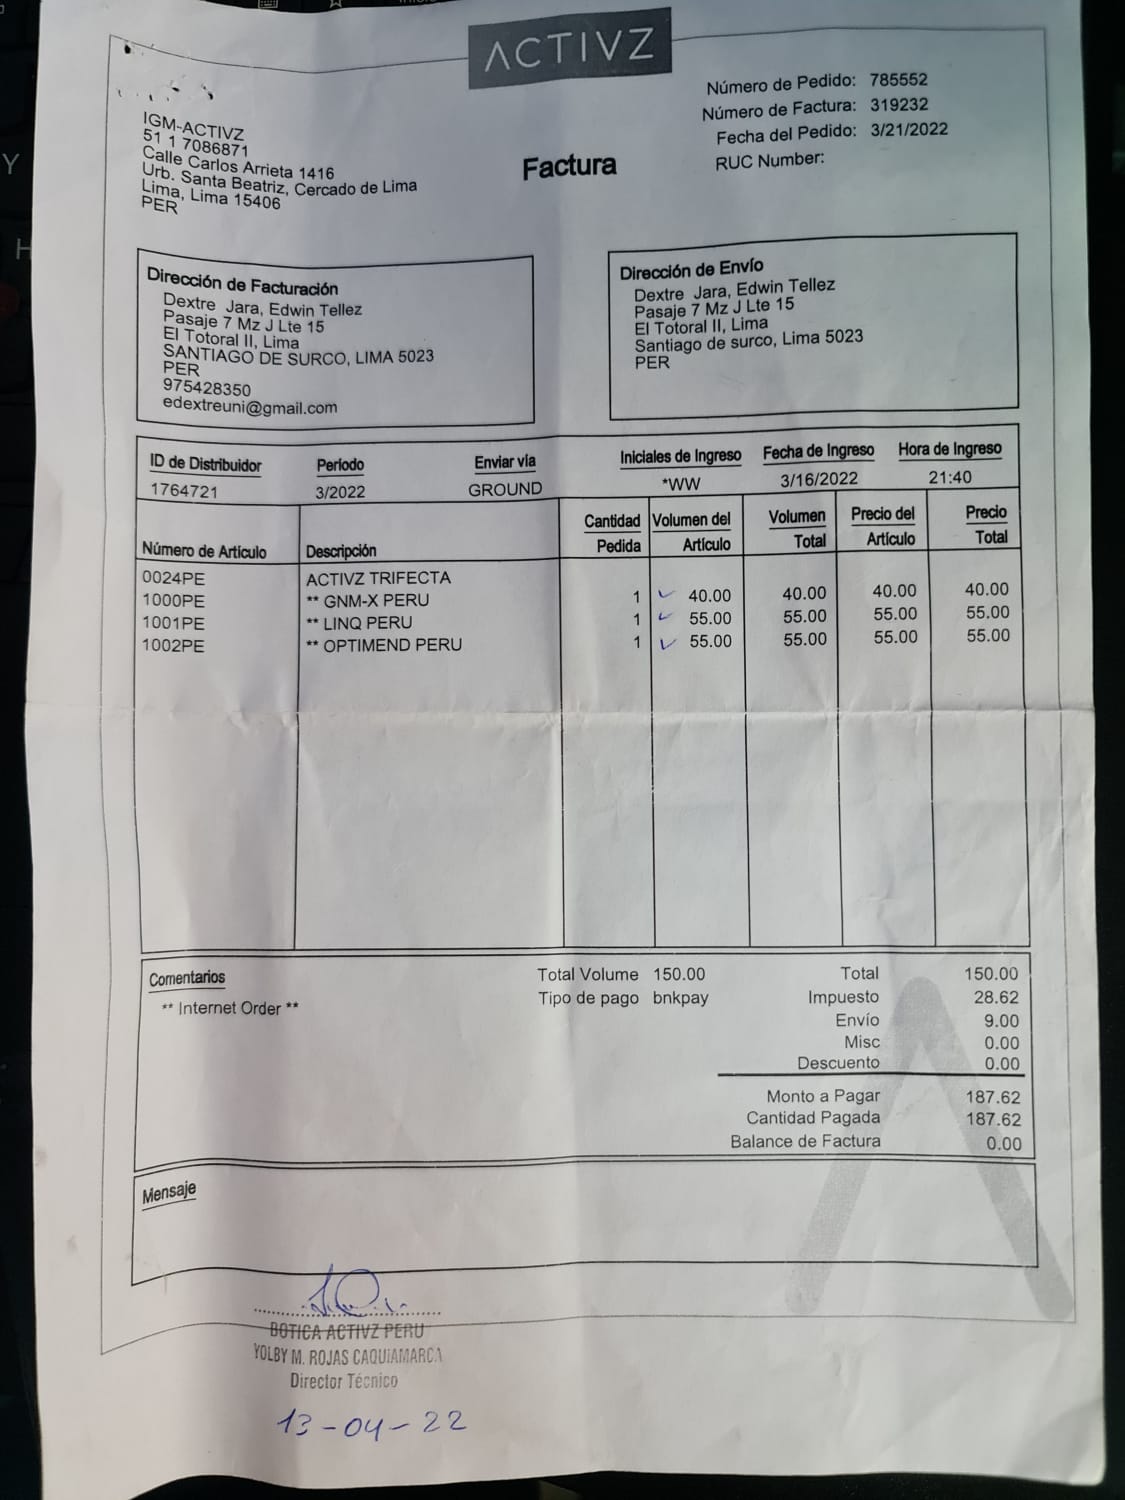 ACTIVZ
Número de Pedido: 785552
Número de Factura: 319232
Fecha del Pedido: 3/21/2022
RUC Number:
IGM-ACTIVZ
51 1 7086871
Calle Carlos Arrieta 1416
Urb. Santa Beatriz, Cercado de Lima
Lima, Lima 15406
PER
Factura
Dirección de Facturación
Dextre Jara, Edwin Tellez
Pasaje 7 Mz J Lte 15
El Totoral II, Lima
SANTIAGO DE SURCO, LIMA 5023
PER
975428350
edextreuni@gmail.com
Dirección de Envío
Dextre Jara, Edwin Tellez
Pasaje 7 Mz J Lte 15
El Totoral II, Lima
Santiago de surco, Lima 5023
PER
ID de Distribuidor Período Enviar vía Iniciales de Ingreso Fecha de Ingreso Hora de Ingreso
1764721 3/2022 GROUND *WW 3/16/2022 21:40
Número de Artículo Descripción Cantidad Pedida Volumen del Artículo Volumen Total Precio del Artículo Precio Total
0024PE ACTIVZ TRIFECTA
1000PE ** GNM-X PERU 1 40.00 40.00 40.00 40.00
1001PE ** LINQ PERU 1 55.00 55.00 55.00 55.00
1002PE ** OPTIMEND PERU 1 55.00 55.00 55.00 55.00
Comentarios
** Internet Order **
Total Volume 150.00
Tipo de pago bnkpay
Total 150.00
Impuesto 28.62
Envío 9.00
Misc 0.00
Descuento 0.00
Monto a Pagar 187.62
Cantidad Pagada 187.62
Balance de Factura 0.00
Mensaje
BOTICA ACTIVZ PERU
YOLBY M. ROJAS CAQUIAMARCA
Director Técnico
13-04-22